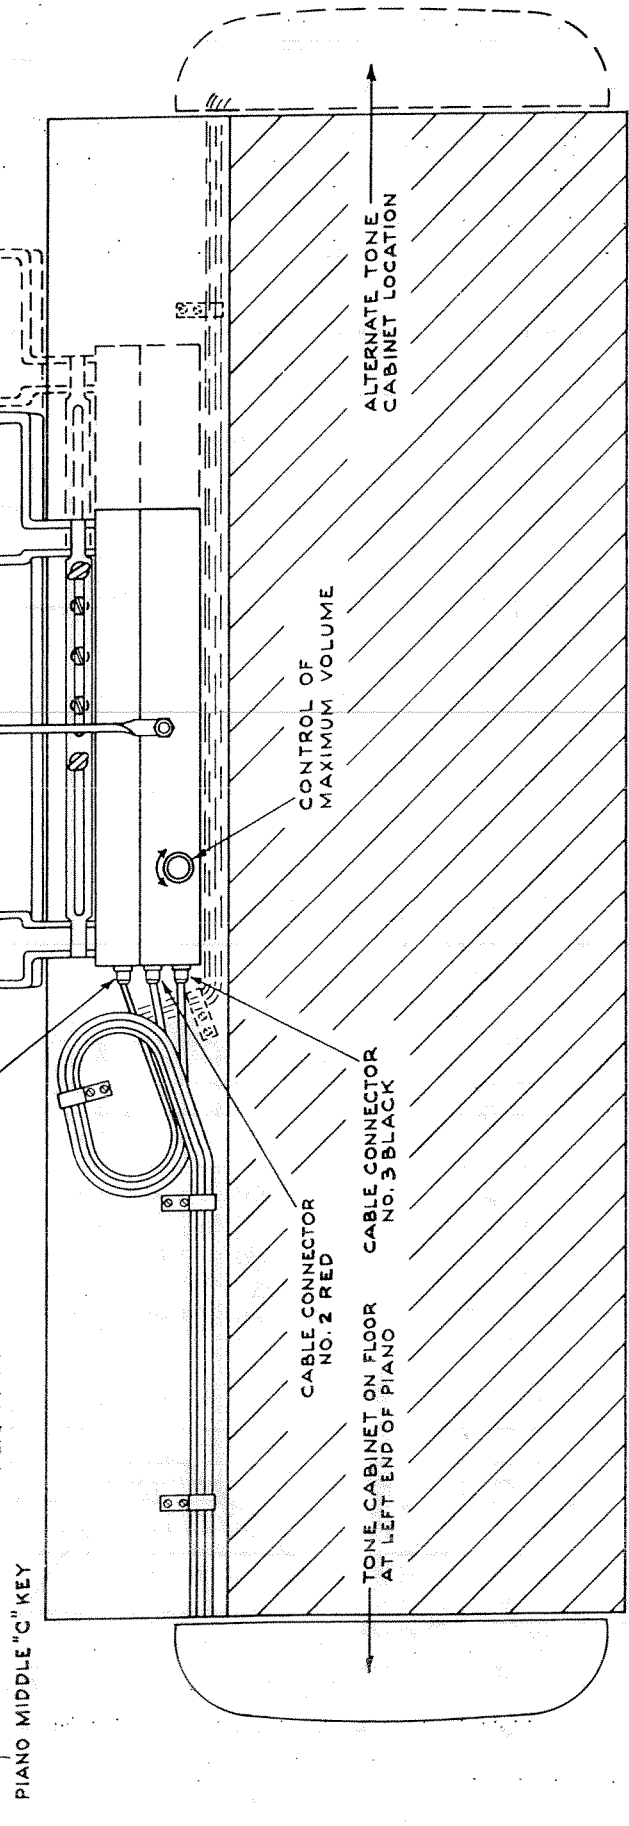 PIANO MIDDLE "C" KEY
CABLE CONNECTOR
NO. 2 RED
TONE CABINET ON FLOOR
AT LEFT END OF PIANO
CABLE CONNECTOR
NO. 3 BLACK
CONTROL OF
MAXIMUM VOLUME
ALTERNATE TONE
CABINET LOCATION